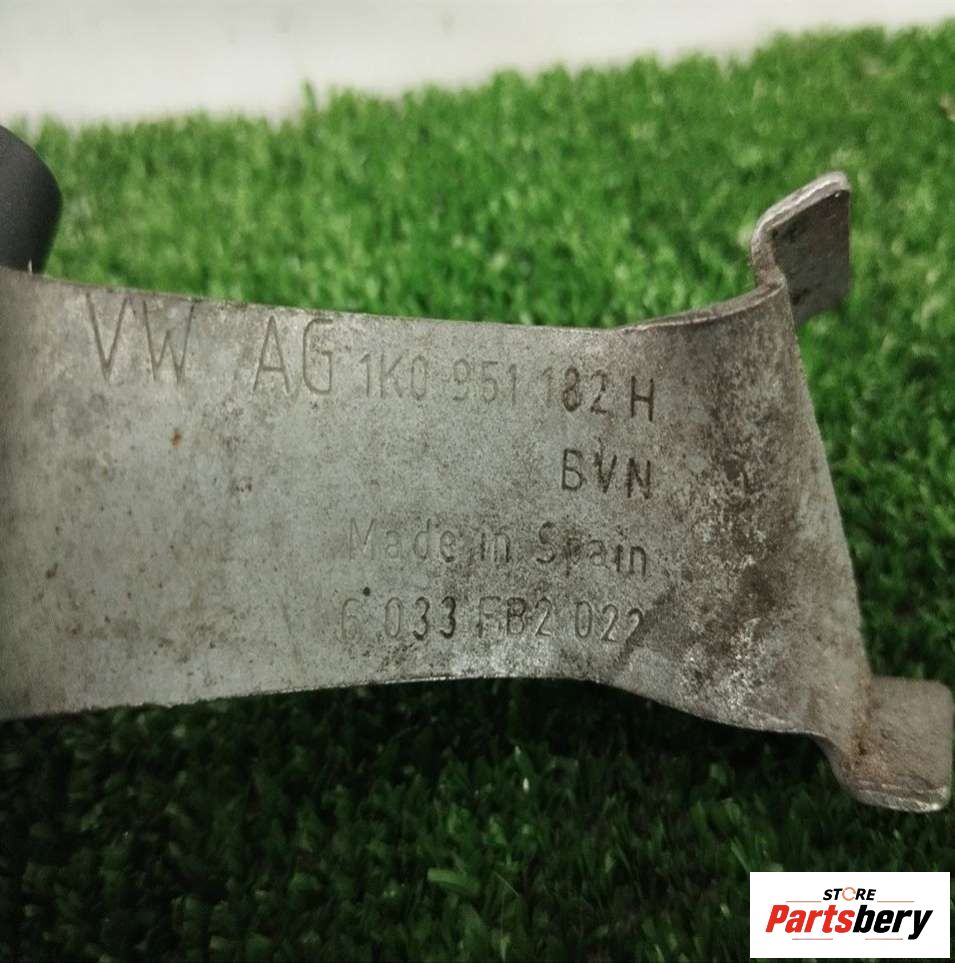 VW AG 1K0 951 182 H
BVN
Made in Spain
6 033 FB2 022
STORE
Partsbery